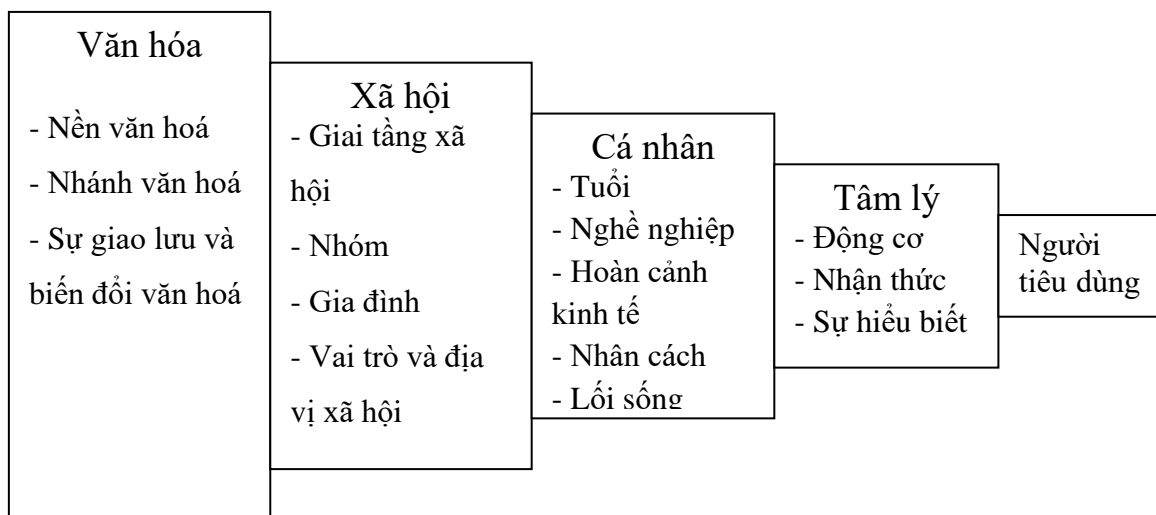 Văn hóa
- Nền văn hoá
- Nhánh văn hoá
- Sự giao lưu và
biến đổi văn hoá
Xã hội
- Giai tầng xã
hội
- Nhóm
- Gia đình
- Vai trò và địa
vị xã hội
Cá nhân
- Tuổi
- Nghề nghiệp
- Hoàn cảnh
kinh tế
- Nhân cách
- Lối sống
Tâm lý
- Động cơ
- Nhận thức
- Sự hiểu biết
Người
tiêu dùng